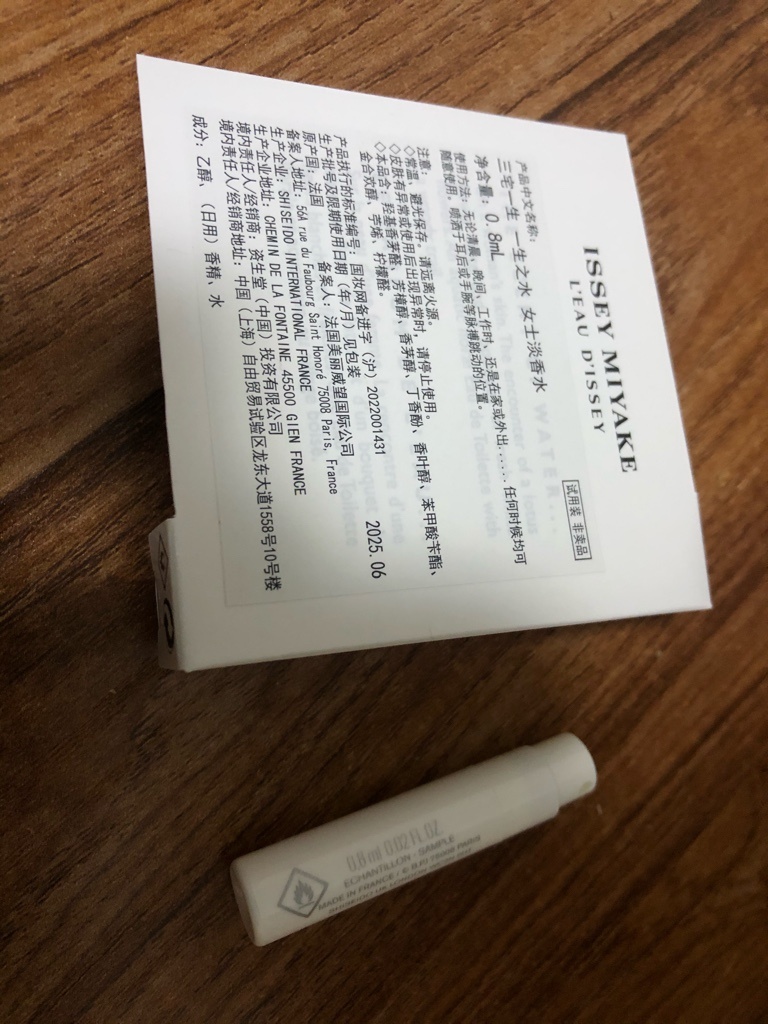 ISSEY MIYAKE
L'EAU D'ISSEY
试用装 非卖品
产品中文名称:
三宅一生 一生之水 女士淡香水
净含量: 0.8mL
使用方法: 无论清晨、晚间、工作时、还是在家或外出......任何时候均可
随意使用。喷洒于耳后或手腕等脉搏跳动的位置。
注意:
◇常温、避光保存。请远离火源。
◇皮肤有异常或使用后出现异常时,请停止使用。
◇本品含:羟基香茅醛、芳樟醇、香茅醇、丁香酚、香叶醇、苯甲酸苄酯、
金合欢醇、苧烯、柠檬醛。
产品执行的标准编号: 国妆网备进字(沪)2022001431
生产批号及限期使用日期(年/月)见包装 2025.06
原产国: 法国 备案人: 法国美丽威望国际公司
备案人地址: 56A rue du Faubourg Saint Honoré 75008 Paris, France
生产企业: SHISEIDO INTERNATIONAL FRANCE
生产企业地址: CHEMIN DE LA FONTAINE 45500 GIEN FRANCE
境内责任人/经销商: 资生堂(中国)投资有限公司
境内责任人/经销商地址: 中国(上海)自由贸易试验区龙东大道1558号10号楼
成分: 乙醇、(日用)香精、水
0.8 ml 0.02 FL.OZ.
ECHANTILLON - SAMPLE
MADE IN FRANCE / © B.P.I 75008 PARIS
SHISEIDO UK LONDON